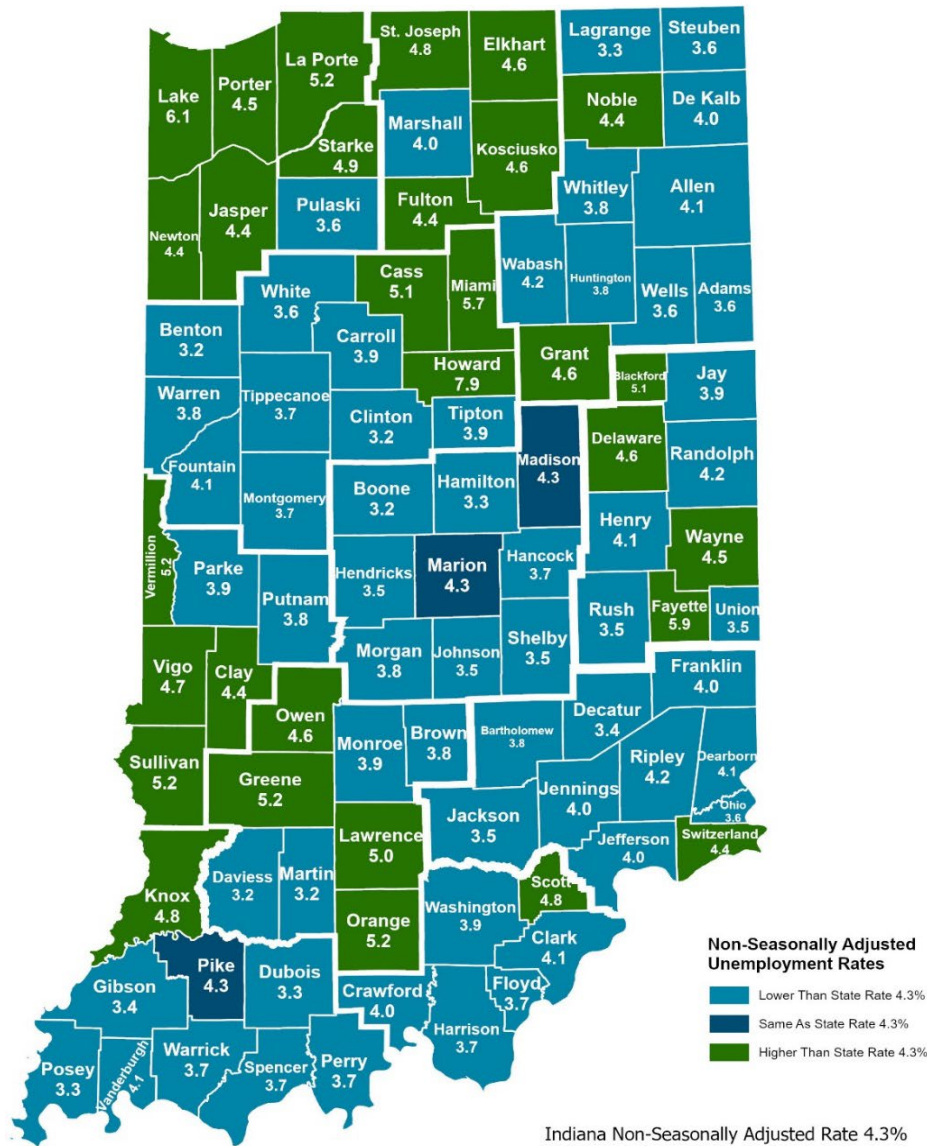 St. Joseph
4.8
Elkhart
4.6
Lagrange
3.3
Steuben
3.6
La Porte
5.2
Porter
4.5
Lake
6.1
Noble
4.4
De Kalb
4.0
Marshall
4.0
Starke
4.9
Kosciusko
4.6
Whitley
3.8
Allen
4.1
Pulaski
3.6
Fulton
4.4
Jasper
4.4
Newton
4.4
Wabash
4.2
Huntington
3.8
Wells
3.6
Adams
3.6
White
3.6
Cass
5.1
Miami
5.7
Benton
3.2
Carroll
3.9
Howard
7.9
Grant
4.6
Blackford
5.1
Jay
3.9
Warren
3.8
Tippecanoe
3.7
Clinton
3.2
Tipton
3.9
Madison
4.3
Delaware
4.6
Randolph
4.2
Fountain
4.1
Montgomery
3.7
Boone
3.2
Hamilton
3.3
Henry
4.1
Wayne
4.5
Vermillion
5.2
Parke
3.9
Putnam
3.8
Hendricks
3.5
Marion
4.3
Hancock
3.7
Rush
3.5
Fayette
5.9
Union
3.5
Vigo
4.7
Clay
4.4
Morgan
3.8
Johnson
3.5
Shelby
3.5
Franklin
4.0
Owen
4.6
Monroe
3.9
Brown
3.8
Bartholomew
3.8
Decatur
3.4
Sullivan
5.2
Greene
5.2
Jennings
4.0
Ripley
4.2
Dearborn
4.1
Ohio
3.6
Lawrence
5.0
Jackson
3.5
Jefferson
4.0
Switzerland
4.4
Knox
4.8
Daviess
3.2
Martin
3.2
Orange
5.2
Washington
3.9
Scott
4.8
Clark
4.1
Gibson
3.4
Pike
4.3
Dubois
3.3
Crawford
4.0
Floyd
3.7
Harrison
3.7
Posey
3.3
Vanderburgh
4.1
Warrick
3.7
Spencer
3.7
Perry
3.7
Non-Seasonally Adjusted
Unemployment Rates
Lower Than State Rate 4.3%
Same As State Rate 4.3%
Higher Than State Rate 4.3%
Indiana Non-Seasonally Adjusted Rate 4.3%